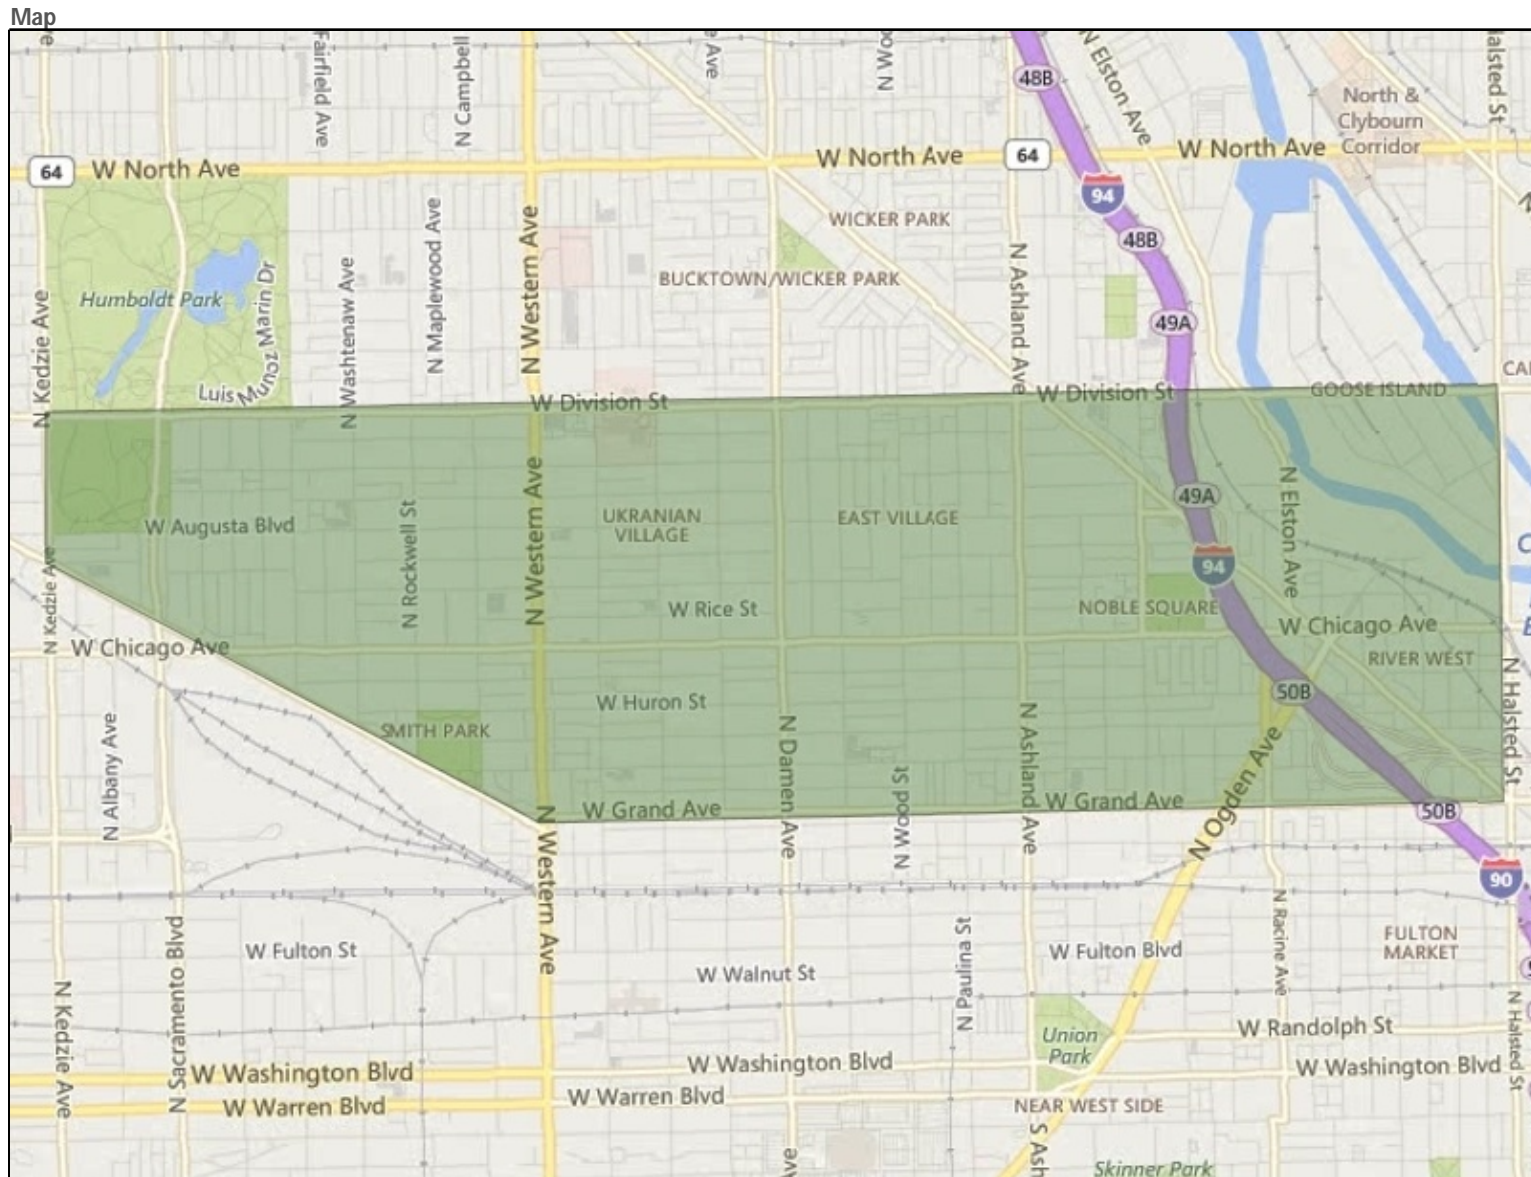 Map
Fairfield Ave
N Campbell
48B
N Elston Ave
Halsted St
North &
Clybourn
Corridor
64
W North Ave
W North Ave
64
W North Ave
94
WICKER PARK
48B
BUCKTOWN/WICKER PARK
Humboldt Park
N Kedzie Ave
Luis Munoz Marin Dr
N Washtenaw Ave
N Maplewood Ave
N Western Ave
N Ashland Ave
49A
W Division St
W Division St
GOOSE ISLAND
W Augusta Blvd
N Rockwell St
N Western Ave
UKRANIAN
VILLAGE
EAST VILLAGE
49A
N Elston Ave
94
N Kedzie Ave
W Rice St
NOBLE SQUARE
W Chicago Ave
W Chicago Ave
RIVER WEST
W Huron St
50B
SMITH PARK
N Albany Ave
N Damen Ave
N Wood St
N Ashland Ave
N Ogden Ave
N Halsted St
W Grand Ave
W Grand Ave
50B
N Western Ave
90
W Fulton St
W Walnut St
N Paulina St
W Fulton Blvd
N Racine Ave
FULTON
MARKET
N Kedzie Ave
N Sacramento Blvd
Union
Park
W Randolph St
N Halsted St
W Washington Blvd
W Washington Blvd
W Washington Blvd
W Warren Blvd
W Warren Blvd
NEAR WEST SIDE
S Ash
Skinner Park